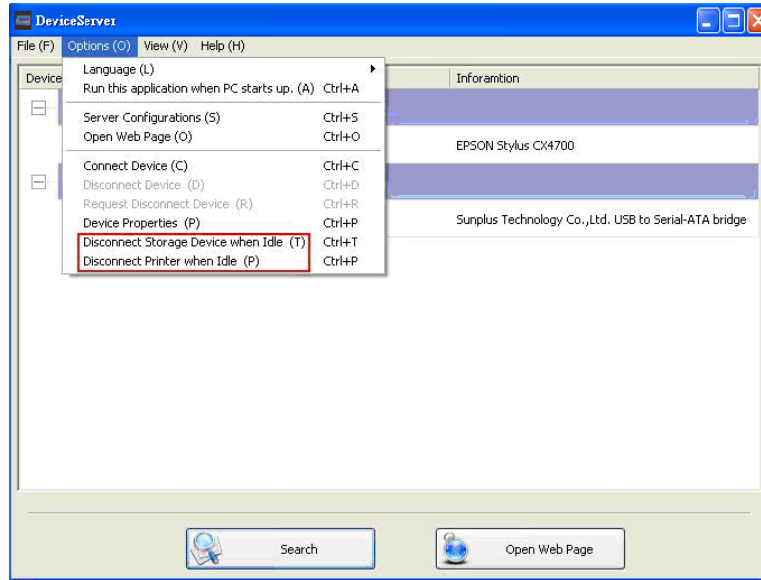 DeviceServer
File (F) Options (O) View (V) Help (H)
Device Inforamtion
Language (L)
Run this application when PC starts up. (A) Ctrl+A
Server Configurations (S) Ctrl+S
Open Web Page (O) Ctrl+O
EPSON Stylus CX4700
Connect Device (C) Ctrl+C
Disconnect Device (D) Ctrl+D
Request Disconnect Device (R) Ctrl+R
Device Properties (P) Ctrl+P
Sunplus Technology Co.,Ltd. USB to Serial-ATA bridge
Disconnect Storage Device when Idle (T) Ctrl+T
Disconnect Printer when Idle (P) Ctrl+P
Search
Open Web Page